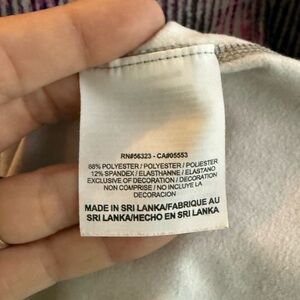 RN#56323 - CA#05553
88% POLYESTER / POLYESTER / POLIESTER
12% SPANDEX / ELASTHANNE / ELASTANO
EXCLUSIVE OF DECORATION / DECORATION
NON COMPRISE / NO INCLUYE LA
DECORACION
MADE IN SRI LANKA/FABRIQUE AU
SRI LANKA/HECHO EN SRI LANKA